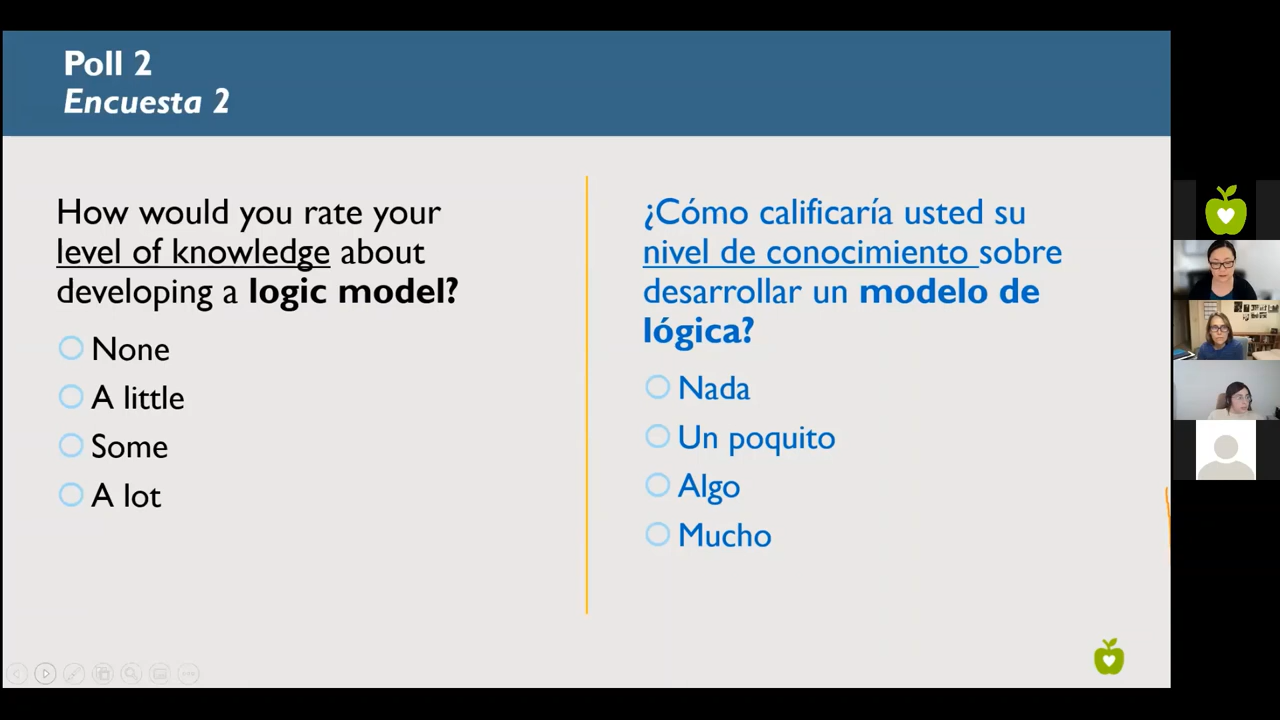 Poll 2
Encuesta 2
How would you rate your
level of knowledge about
developing a logic model?
None
A little
Some
A lot
¿Cómo calificaría usted su
nivel de conocimiento sobre
desarrollar un modelo de
lógica?
Nada
Un poquito
Algo
Mucho